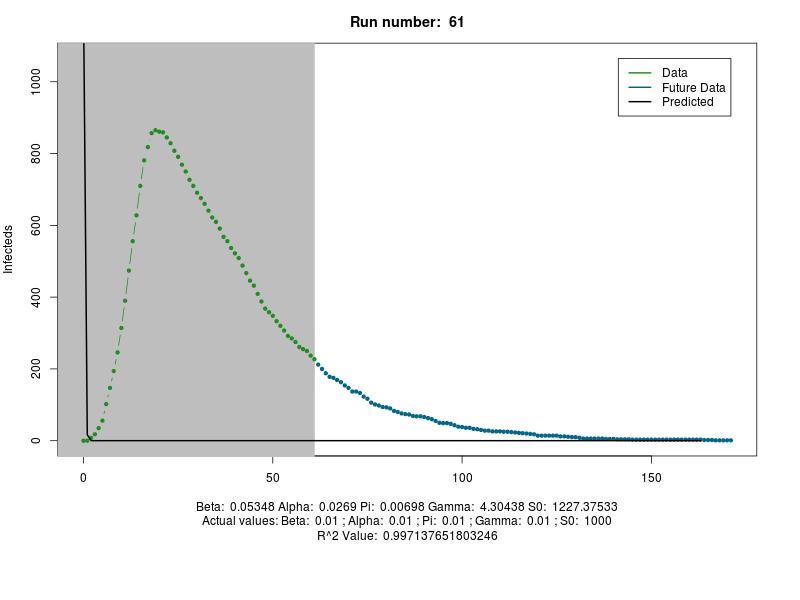 Run number: 61
Data
Future Data
Predicted
Infecteds
1000
800
600
400
200
0
0 50 100 150
Beta: 0.05348 Alpha: 0.0269 Pi: 0.00698 Gamma: 4.30438 S0: 1227.37533
Actual values: Beta: 0.01 ; Alpha: 0.01 ; Pi: 0.01 ; Gamma: 0.01 ; S0: 1000
R^2 Value: 0.997137651803246